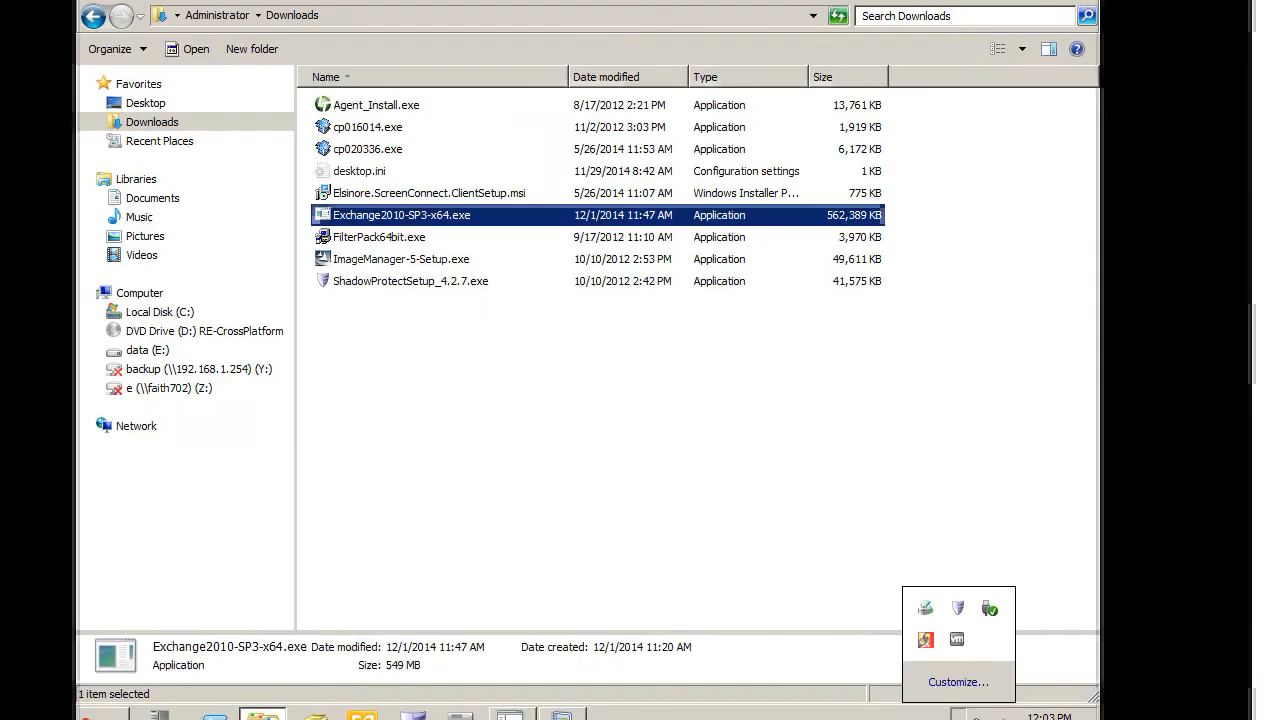 Administrator Downloads Search Downloads
Organize Open New folder
Favorites
Desktop
Downloads
Recent Places
Libraries
Documents
Music
Pictures
Videos
Computer
Local Disk (C:)
DVD Drive (D:) RE-CrossPlatform
data (E:)
backup (\\192.168.1.254) (Y:)
e (\\faith702) (Z:)
Network
Name Date modified Type Size
Agent_Install.exe 8/17/2012 2:21 PM Application 13,761 KB
cp016014.exe 11/2/2012 3:03 PM Application 1,919 KB
cp020336.exe 5/26/2014 11:53 AM Application 6,172 KB
desktop.ini 11/29/2014 8:42 AM Configuration settings 1 KB
Elsinore.ScreenConnect.ClientSetup.msi 5/26/2014 11:07 AM Windows Installer P... 775 KB
Exchange2010-SP3-x64.exe 12/1/2014 11:47 AM Application 562,389 KB
FilterPack64bit.exe 9/17/2012 11:10 AM Application 3,970 KB
ImageManager-5-Setup.exe 10/10/2012 2:53 PM Application 49,611 KB
ShadowProtectSetup_4.2.7.exe 10/10/2012 2:42 PM Application 41,575 KB
vm
Customize...
Exchange2010-SP3-x64.exe Date modified: 12/1/2014 11:47 AM Date created: 12/1/2014 11:20 AM
Application Size: 549 MB
1 item selected
12:03 PM